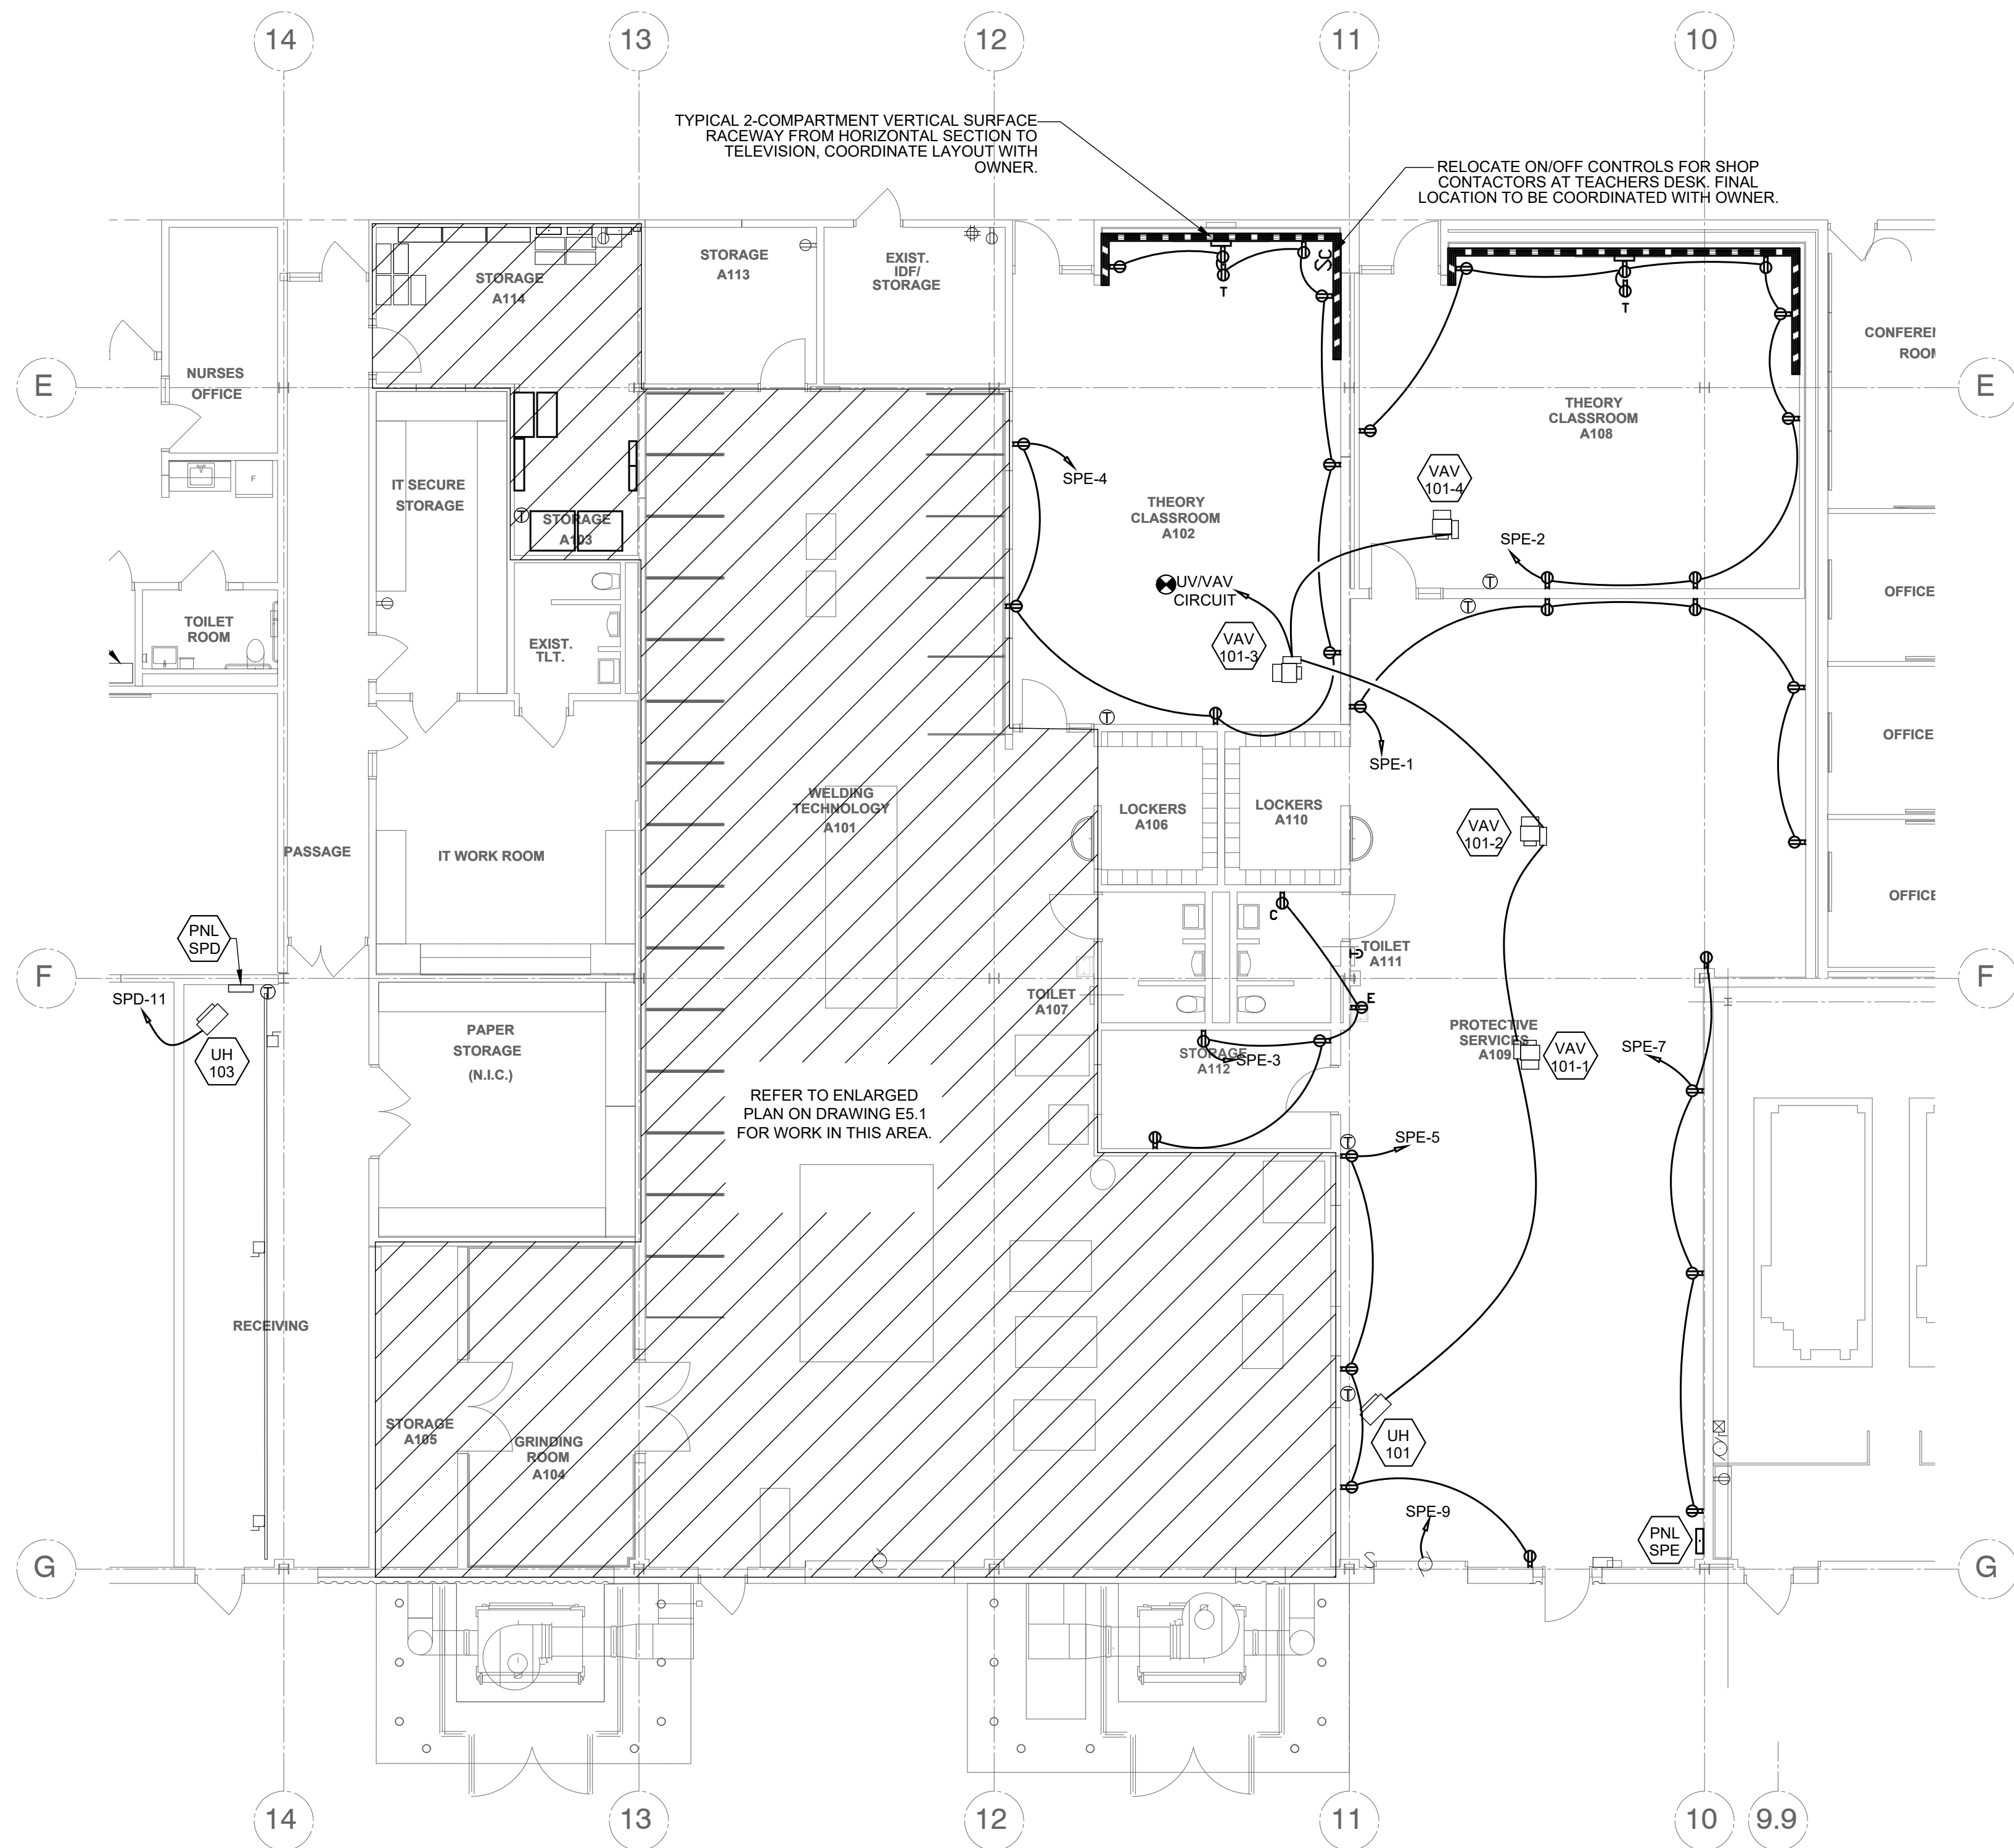 14
13
12
11
10
TYPICAL 2-COMPARTMENT VERTICAL SURFACE
RACEWAY FROM HORIZONTAL SECTION TO
TELEVISION, COORDINATE LAYOUT WITH
OWNER.
RELOCATE ON/OFF CONTROLS FOR SHOP
CONTACTORS AT TEACHERS DESK. FINAL
LOCATION TO BE COORDINATED WITH OWNER.
STORAGE
A114
STORAGE
A113
EXIST.
IDF/
STORAGE
SC
T
T
CONFEREN
ROOM
E
NURSES
OFFICE
E
THEORY
CLASSROOM
A108
F
IT SECURE
STORAGE
T
STORAGE
A103
SPE-4
THEORY
CLASSROOM
A102
VAV
101-4
SPE-2
T
T
UV/VAV
CIRCUIT
VAV
101-3
OFFICE
TOILET
ROOM
EXIST.
TLT.
T
SPE-1
OFFICE
PASSAGE
IT WORK ROOM
WELDING
TECHNOLOGY
A101
LOCKERS
A106
LOCKERS
A110
VAV
101-2
OFFICE
OFFICE
PNL
SPD
C
TOILET
A111
J
F
SPD-11
T
UH
103
PAPER
STORAGE
(N.I.C.)
TOILET
A107
E
STORAGE
A112
SPE-3
PROTECTIVE
SERVICES
A109
VAV
101-1
SPE-7
F
REFER TO ENLARGED
PLAN ON DRAWING E5.1
FOR WORK IN THIS AREA.
T
SPE-5
RECEIVING
STORAGE
A105
GRINDING
ROOM
A104
T
UH
101
J
SPE-9
S
PNL
SPE
G
G
14
13
12
11
10
9.9